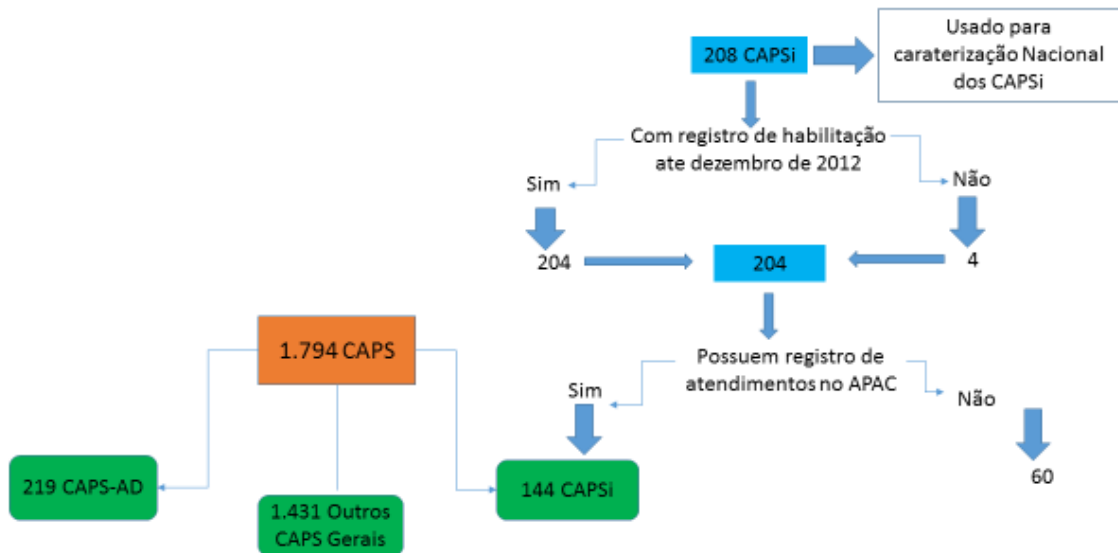 208 CAPSi
Usado para
caraterização Nacional
dos CAPSi
Com registro de habilitação
ate dezembro de 2012
Sim
Não
204
204
4
1.794 CAPS
Possuem registro de
atendimentos no APAC
Sim
Não
219 CAPS-AD
1.431 Outros
CAPS Gerais
144 CAPSi
60